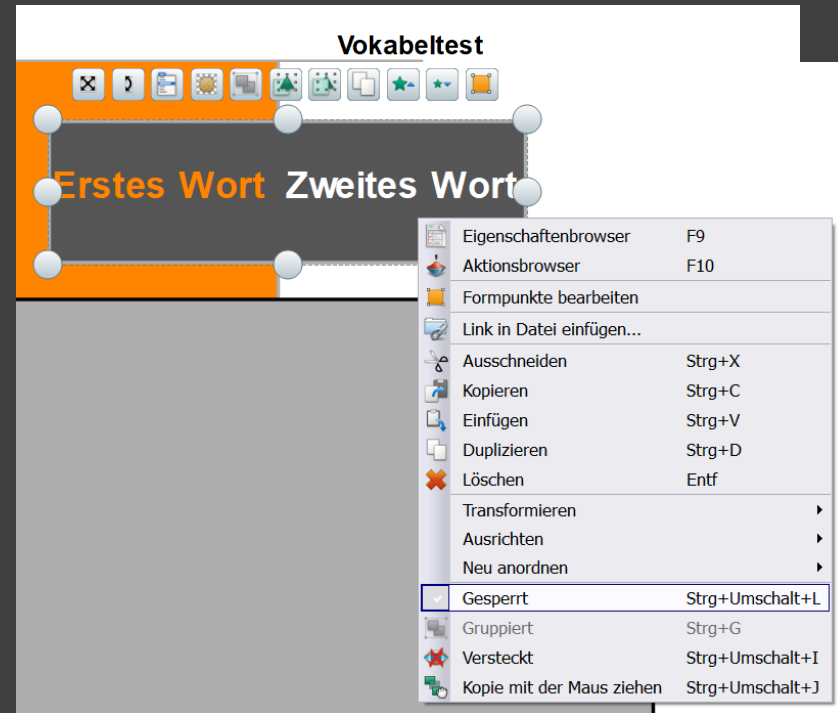 Vokabeltest
Erstes Wort Zweites Wort
Eigenschaftenbrowser F9
Aktionsbrowser F10
Formpunkte bearbeiten
Link in Datei einfügen...
Ausschneiden Strg+X
Kopieren Strg+C
Einfügen Strg+V
Duplizieren Strg+D
Löschen Entf
Transformieren
Ausrichten
Neu anordnen
Gesperrt Strg+Umschalt+L
Gruppiert Strg+G
Versteckt Strg+Umschalt+I
Kopie mit der Maus ziehen Strg+Umschalt+J